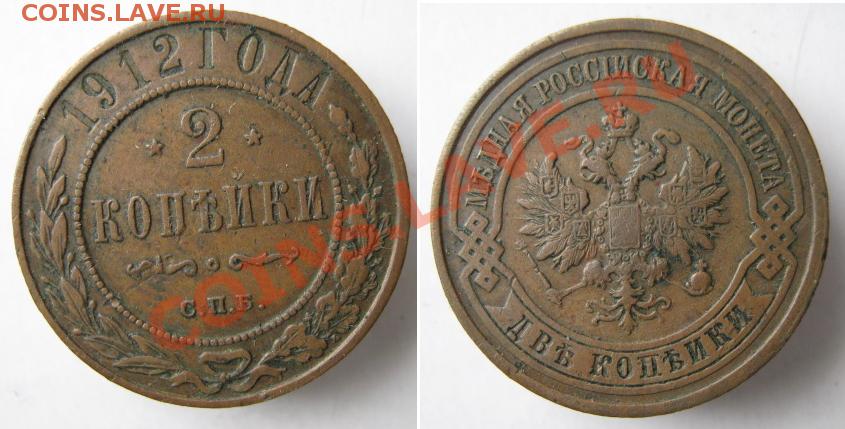 COINS.LAVE.RU
1912 ГОДА
2
КОПѢЙКИ
С.П.Б.
МѢДНАЯ РОССІЙСКАЯ МОНЕТА
ДВѢ КОПѢЙКИ
COINS.LAVE.RU